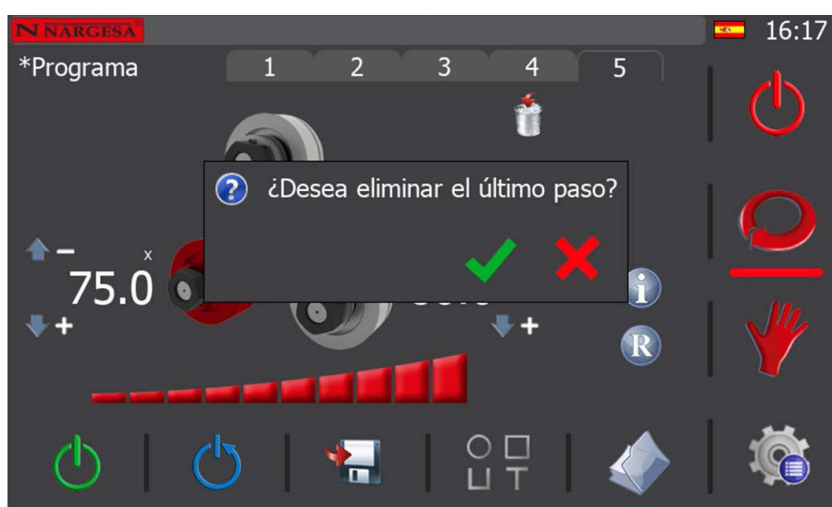 N NARGESA
16:17
*Programa
1 2 3 4 5
¿Desea eliminar el último paso?
x
75.0
i
R